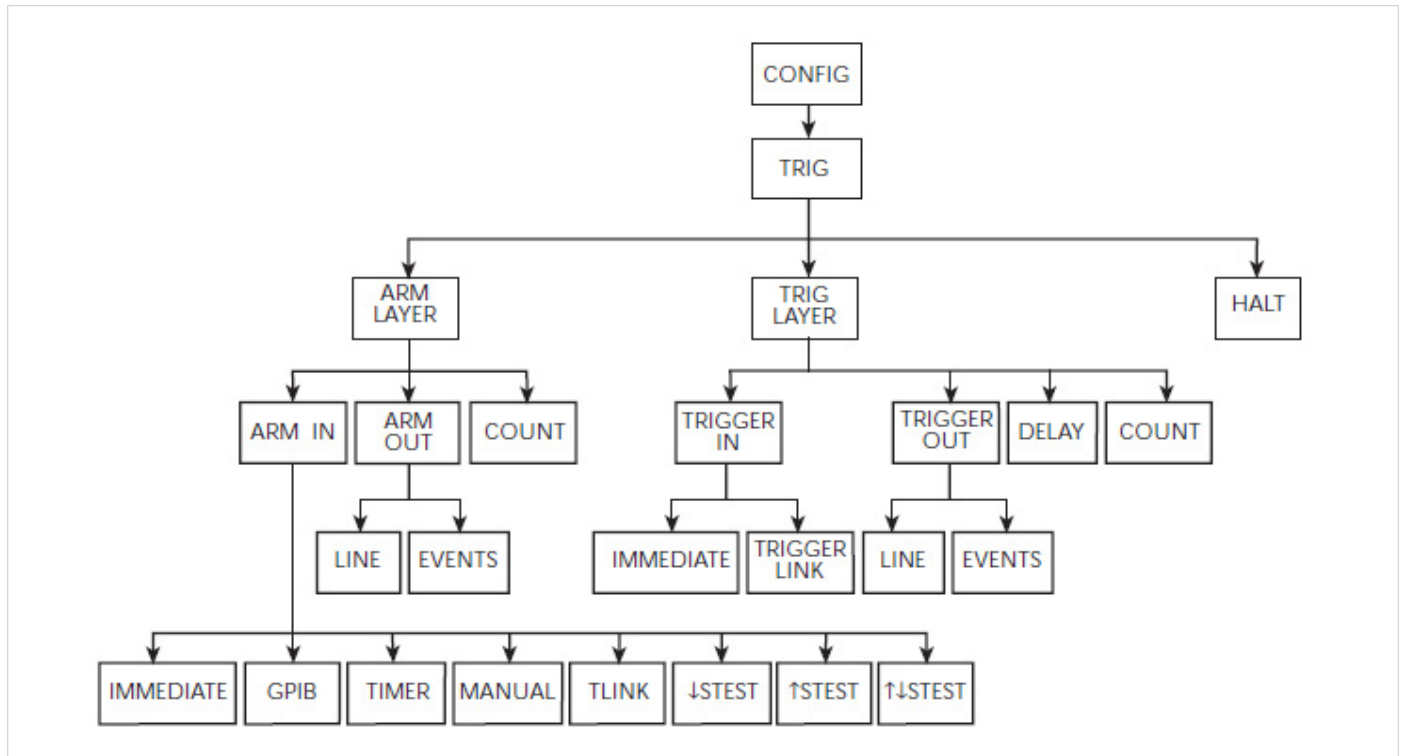 CONFIG
TRIG
ARM
LAYER
TRIG
LAYER
HALT
ARM IN
ARM
OUT
COUNT
TRIGGER
IN
TRIGGER
OUT
DELAY
COUNT
LINE
EVENTS
IMMEDIATE
TRIGGER
LINK
LINE
EVENTS
IMMEDIATE
GPIB
TIMER
MANUAL
TLINK
↓STEST
↑STEST
↑↓STEST